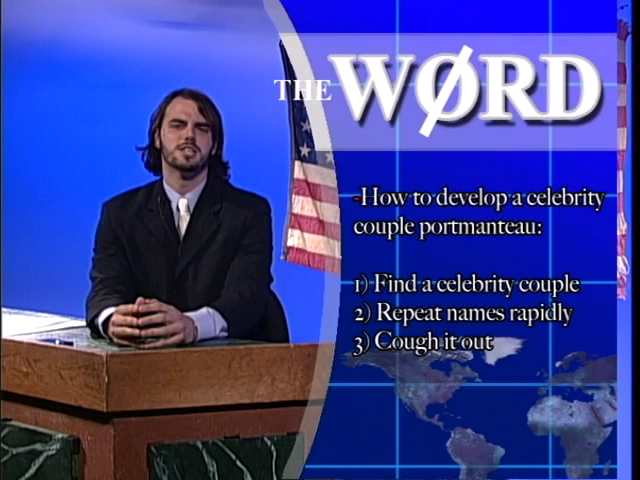 THE WØRD
-How to develop a celebrity
couple portmanteau:
1) Find a celebrity couple
2) Repeat names rapidly
3) Cough it out